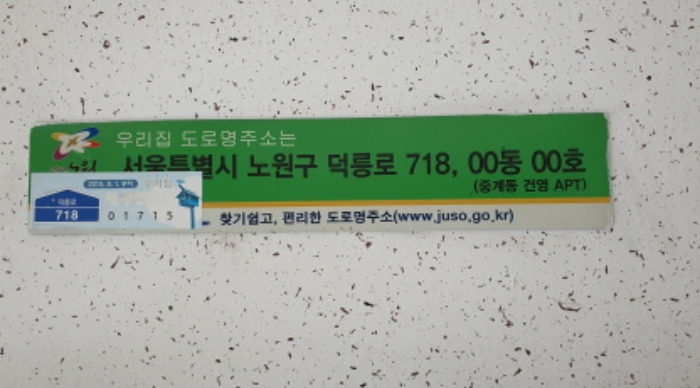 우리집 도로명주소는
노원
서울특별시 노원구 덕릉로 718, 00동 00호
(중계동 건영 APT)
찾기쉽고, 편리한 도로명주소(www.juso.go.kr)
덕릉로
718
01715